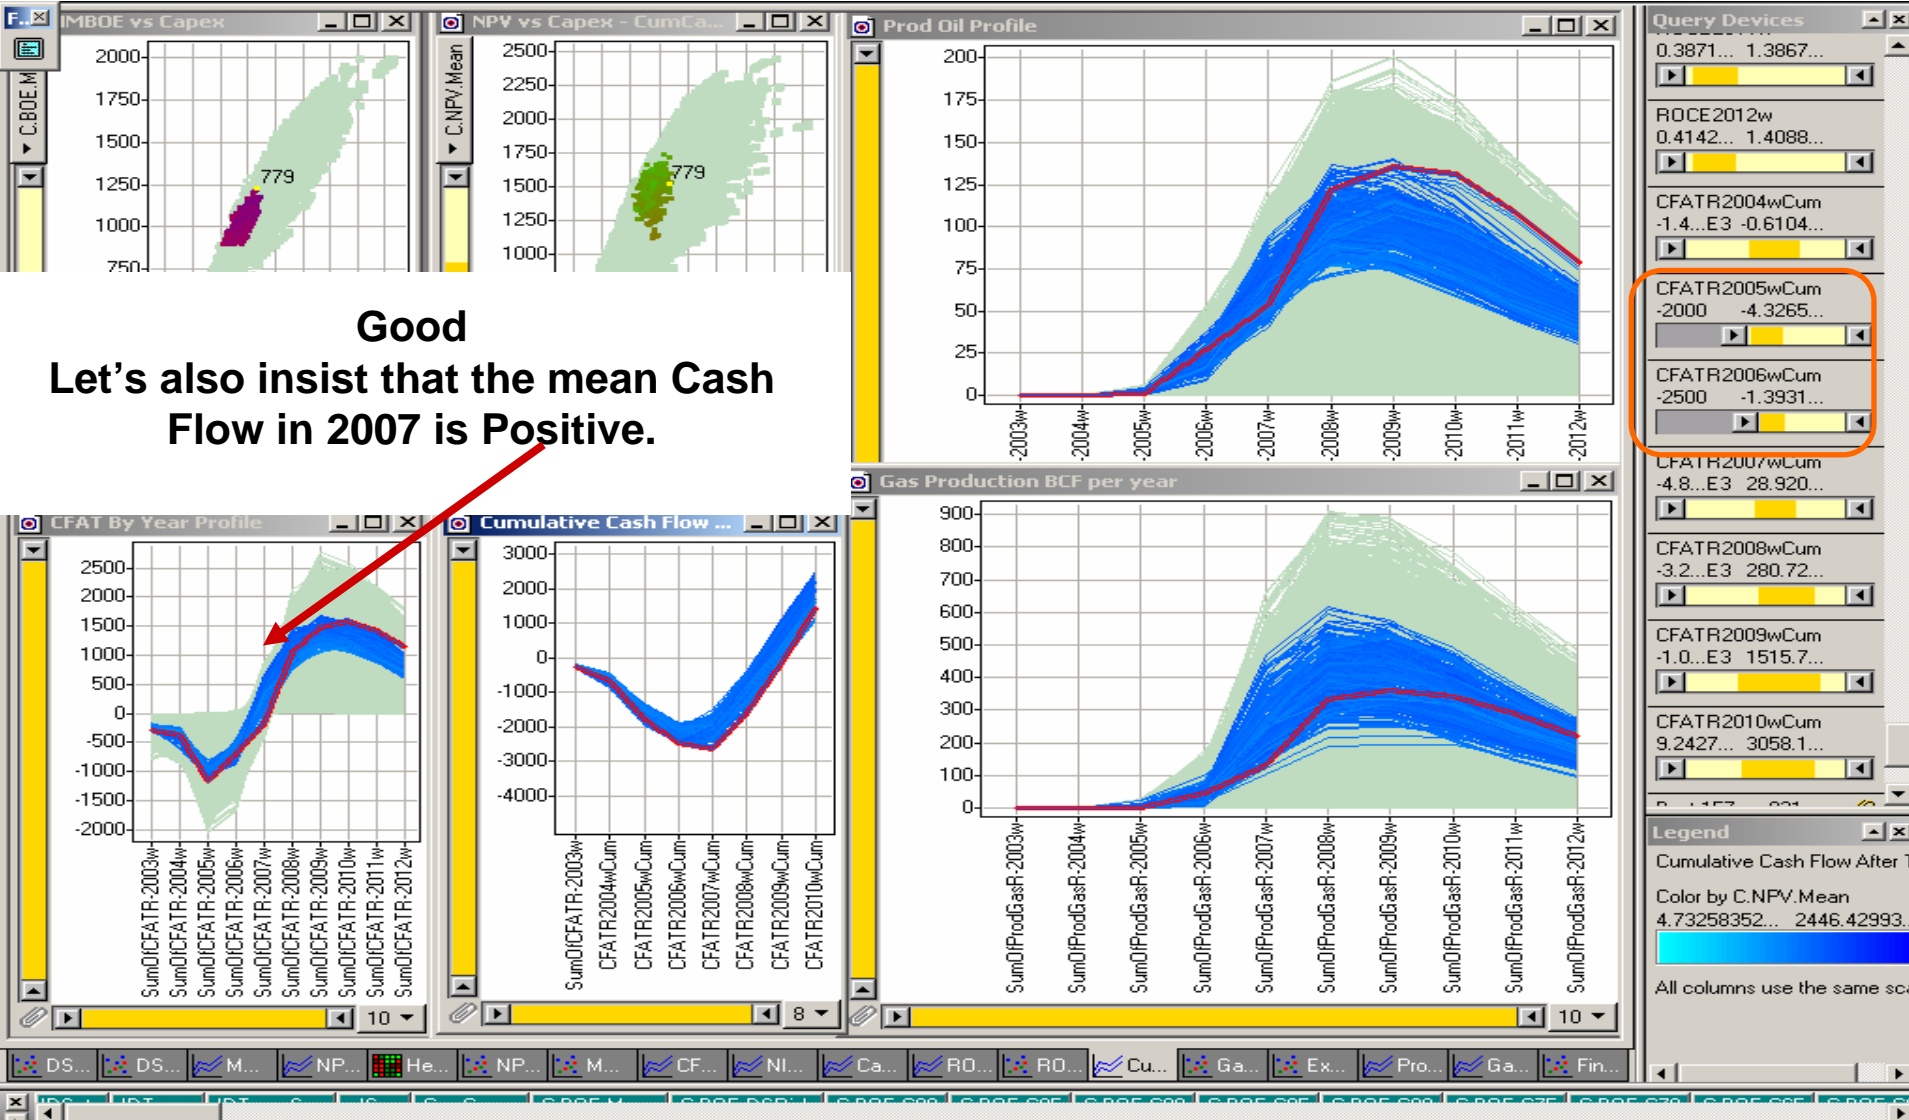 F...
IMBOE vs Capex
NPV vs Capex - CumCa...
Prod Oil Profile
Query Devices
C.BOE.M
2000
1750
1500
1250
1000
750
779
C.NPV.Mean
2500
2250
2000
1750
1500
1250
1000
779
200
175
150
125
100
75
50
25
0
-2003w
-2004w
-2005w
-2006w
-2007w
-2008w
-2009w
-2010w
-2011w
-2012w
0.3871... 1.3867...
ROCE2012w
0.4142... 1.4088...
CFATR2004wCum
-1.4...E3 -0.6104...
CFATR2005wCum
-2000 -4.3265...
CFATR2006wCum
-2500 -1.3931...
CFATR2007wCum
-4.8...E3 28.920...
CFATR2008wCum
-3.2...E3 280.72...
CFATR2009wCum
-1.0...E3 1515.7...
CFATR2010wCum
9.2427... 3058.1...
Good
Let's also insist that the mean Cash
Flow in 2007 is Positive.
CFAT By Year Profile
2500
2000
1500
1000
500
0
-500
-1000
-1500
-2000
SumOfCFATR-2003w
SumOfCFATR-2004w
SumOfCFATR-2005w
SumOfCFATR-2006w
SumOfCFATR-2007w
SumOfCFATR-2008w
SumOfCFATR-2009w
SumOfCFATR-2010w
SumOfCFATR-2011w
SumOfCFATR-2012w
10
Cumulative Cash Flow ...
3000
2000
1000
0
-1000
-2000
-3000
-4000
SumOfCFATR-2003w
CFATR2004wCum
CFATR2005wCum
CFATR2006wCum
CFATR2007wCum
CFATR2008wCum
CFATR2009wCum
CFATR2010wCum
8
Gas Production BCF per year
900
800
700
600
500
400
300
200
100
0
SumOfProdGasR-2003w
SumOfProdGasR-2004w
SumOfProdGasR-2005w
SumOfProdGasR-2006w
SumOfProdGasR-2007w
SumOfProdGasR-2008w
SumOfProdGasR-2009w
SumOfProdGasR-2010w
SumOfProdGasR-2011w
SumOfProdGasR-2012w
10
Legend
Cumulative Cash Flow After T
Color by C.NPV.Mean
4.73258352... 2446.42993...
All columns use the same sca
DS... DS... M... NP... He... NP... M... CF... NI... Ca... RO... RO... Cu... Ga... Ex... Pro... Ga... Fin...